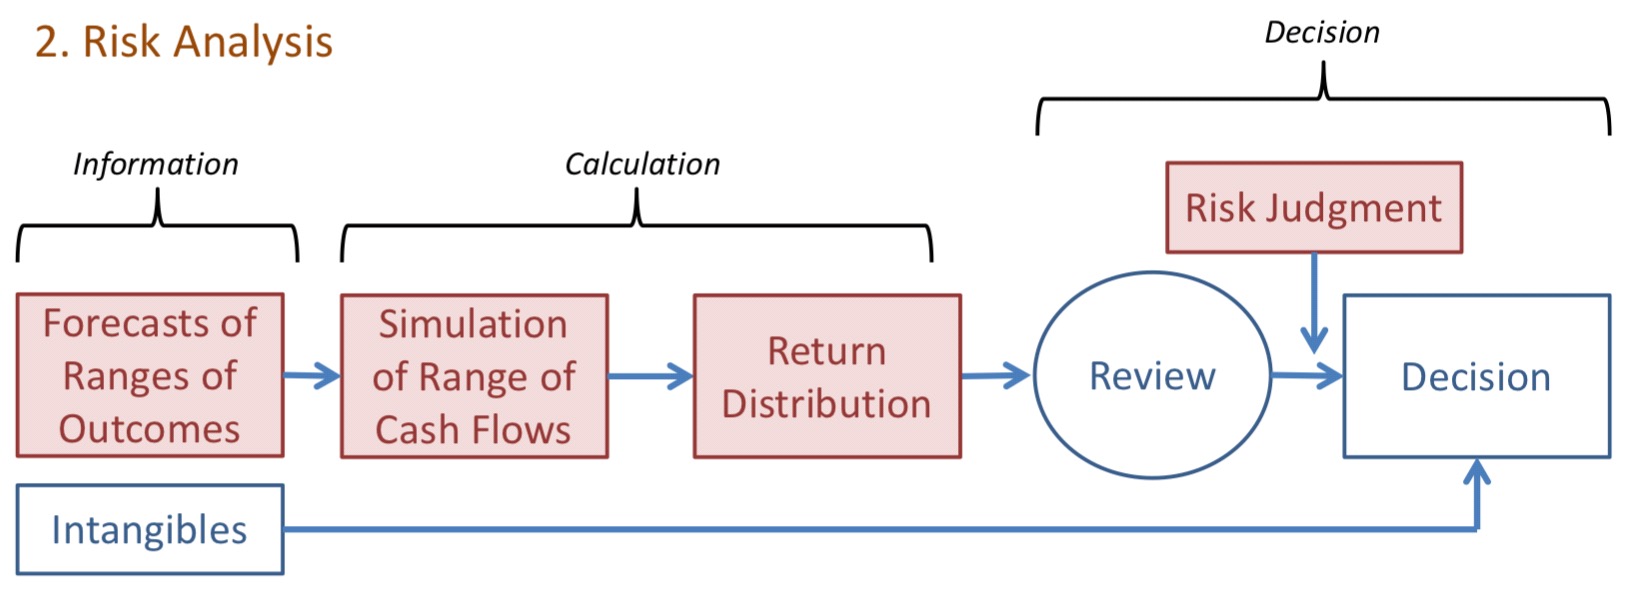 2. Risk Analysis
Decision
Information
Calculation
Risk Judgment
Forecasts of
Ranges of
Outcomes
Simulation
of Range of
Cash Flows
Return
Distribution
Review
Decision
Intangibles